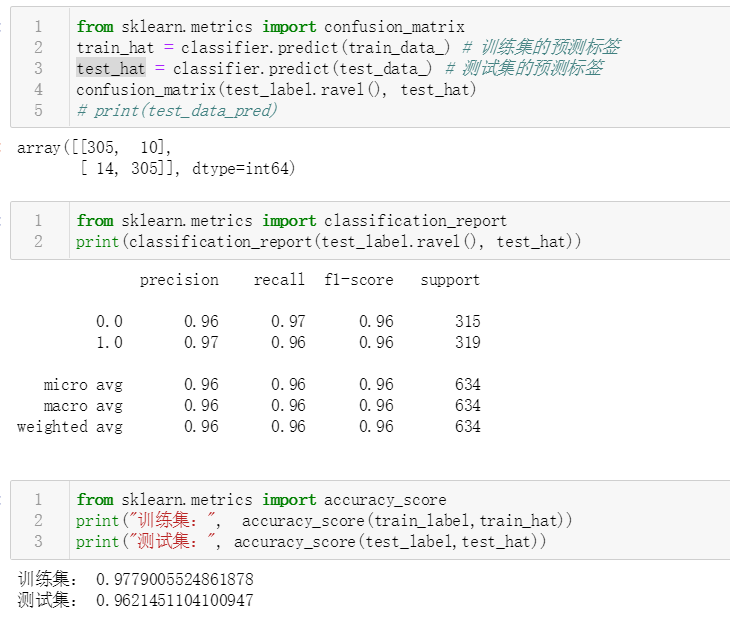 1 from sklearn.metrics import confusion_matrix
2 train_hat = classifier.predict(train_data_) # 训练集的预测标签
3 test_hat = classifier.predict(test_data_) # 测试集的预测标签
4 confusion_matrix(test_label.ravel(), test_hat)
5 # print(test_data_pred)
array([[305, 10],
[ 14, 305]], dtype=int64)
1 from sklearn.metrics import classification_report
2 print(classification_report(test_label.ravel(), test_hat))
precision recall f1-score support
0.0 0.96 0.97 0.96 315
1.0 0.97 0.96 0.96 319
micro avg 0.96 0.96 0.96 634
macro avg 0.96 0.96 0.96 634
weighted avg 0.96 0.96 0.96 634
1 from sklearn.metrics import accuracy_score
2 print("训练集：", accuracy_score(train_label,train_hat))
3 print("测试集：", accuracy_score(test_label,test_hat))
训练集： 0.9779005524861878
测试集： 0.9621451104100947